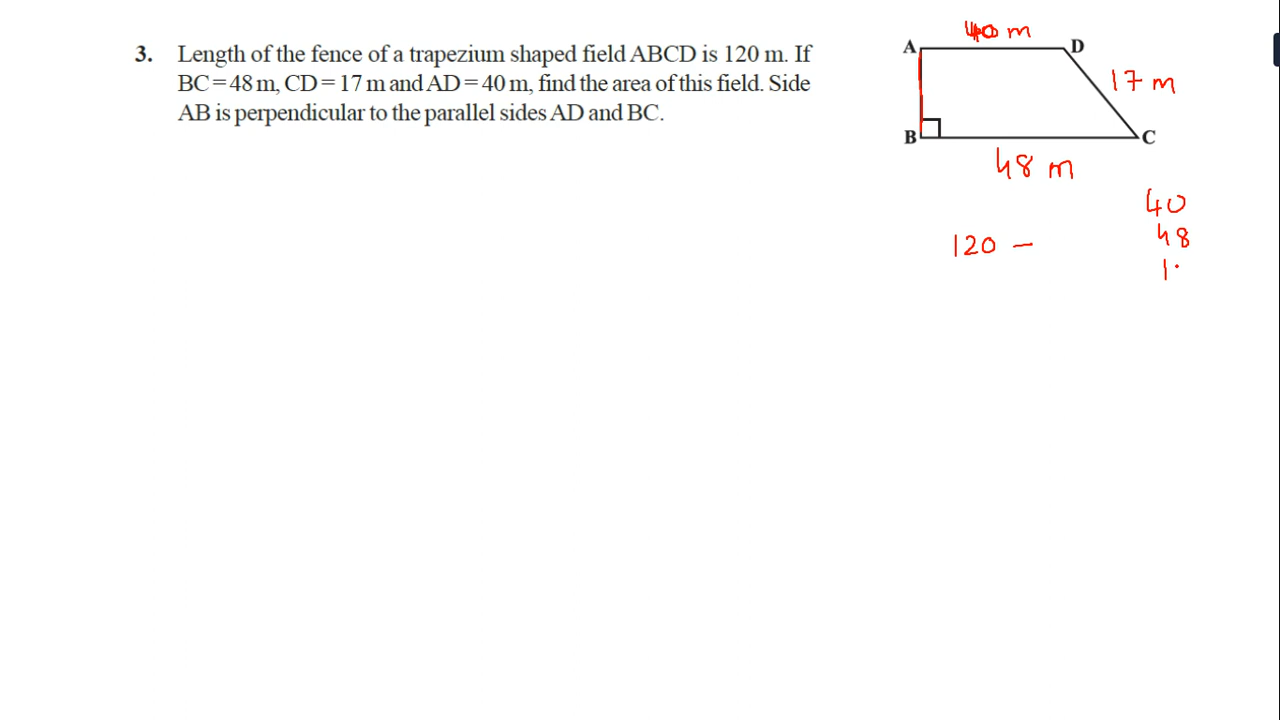 3. Length of the fence of a trapezium shaped field ABCD is 120 m. If
BC = 48 m, CD = 17 m and AD = 40 m, find the area of this field. Side
AB is perpendicular to the parallel sides AD and BC.
40 m
A D
17 m
B C
48 m
40
48
120 –
1